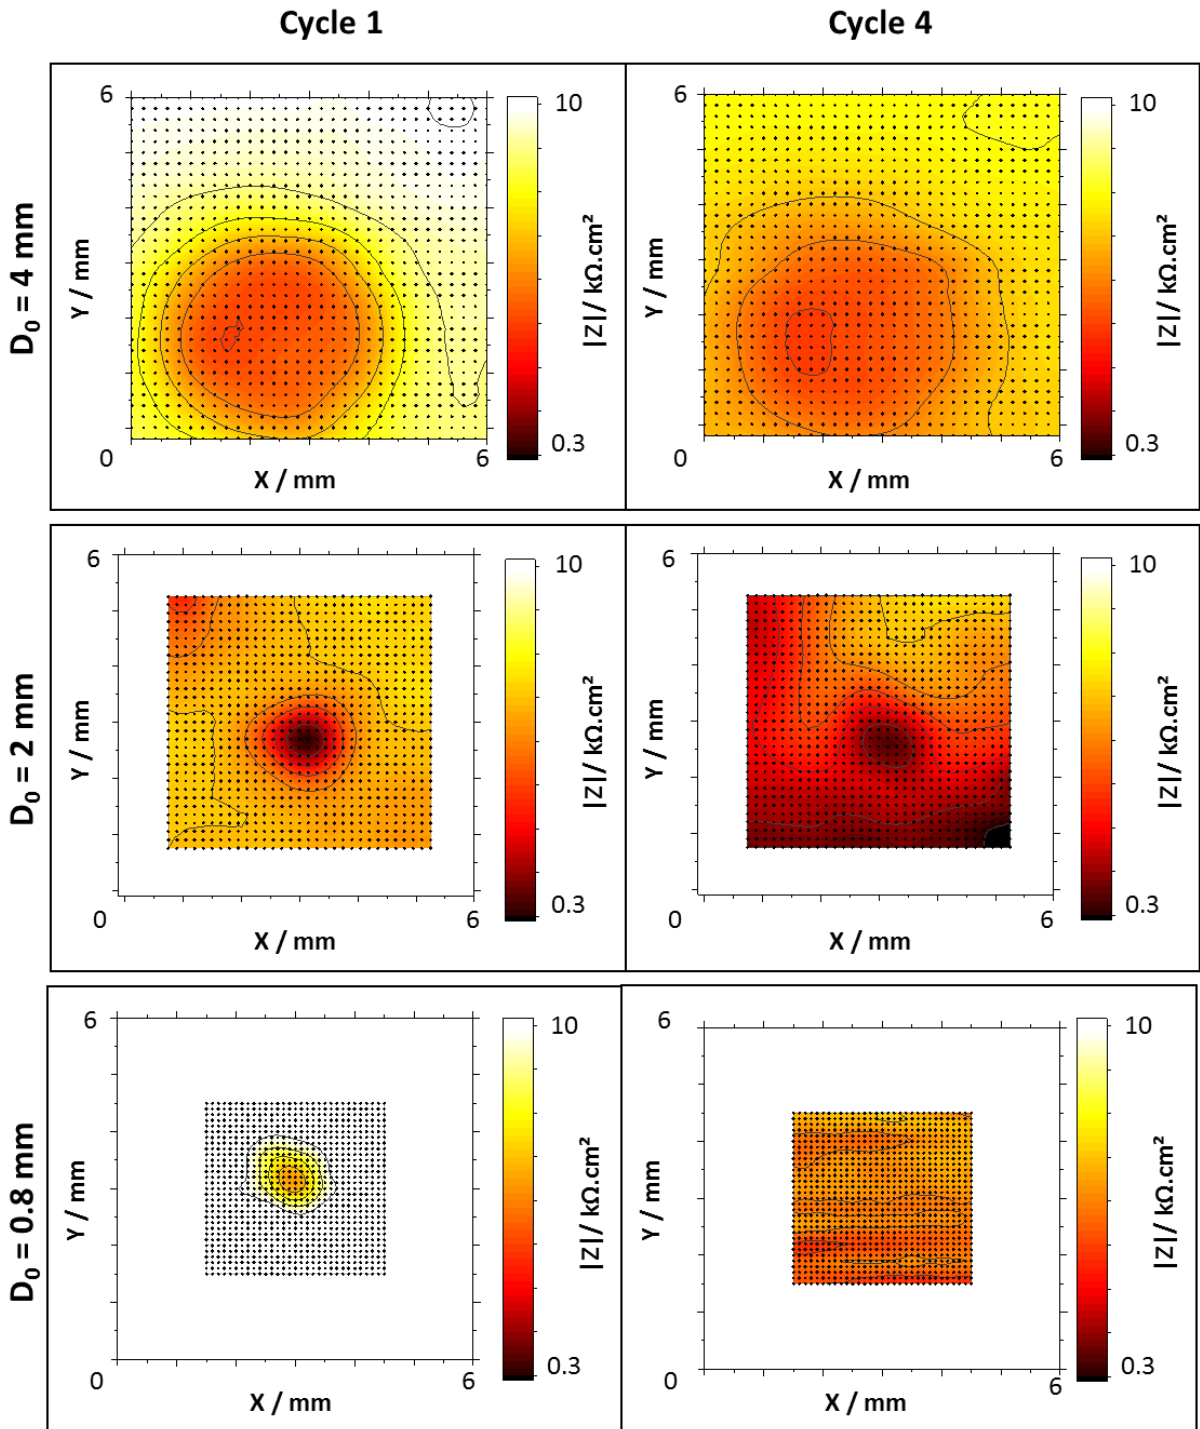 Cycle 1
Cycle 4
D₀ = 4 mm
6
Y / mm
0
X / mm
6
10
|Z|/ kΩ.cm²
0.3
6
Y / mm
0
X / mm
6
10
|Z|/ kΩ.cm²
0.3
D₀ = 2 mm
6
Y / mm
0
X / mm
6
10
|Z|/ kΩ.cm²
0.3
6
Y / mm
0
X / mm
6
10
|Z|/ kΩ.cm²
0.3
D₀ = 0.8 mm
6
Y / mm
0
X / mm
6
10
|Z|/ kΩ.cm²
0.3
6
Y / mm
0
X / mm
6
10
|Z|/ kΩ.cm²
0.3